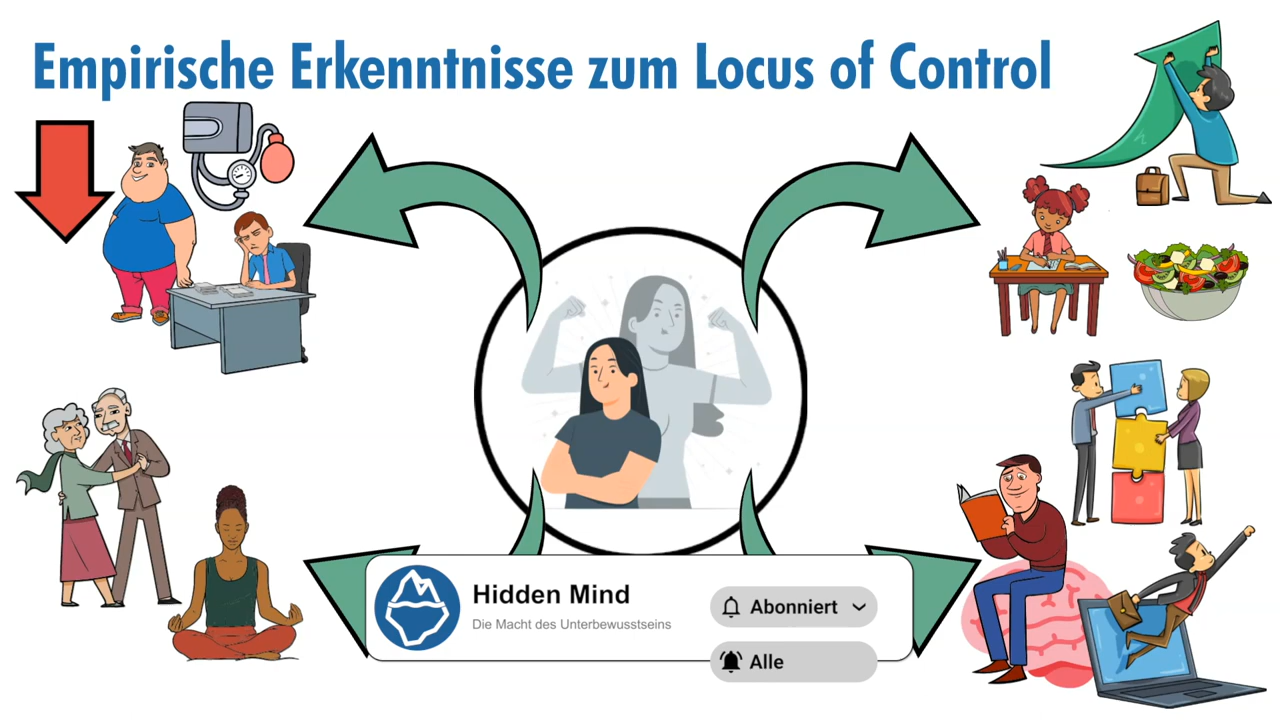 Empirische Erkenntnisse zum Locus of Control
Hidden Mind
Die Macht des Unterbewusstseins
Abonniert
Alle